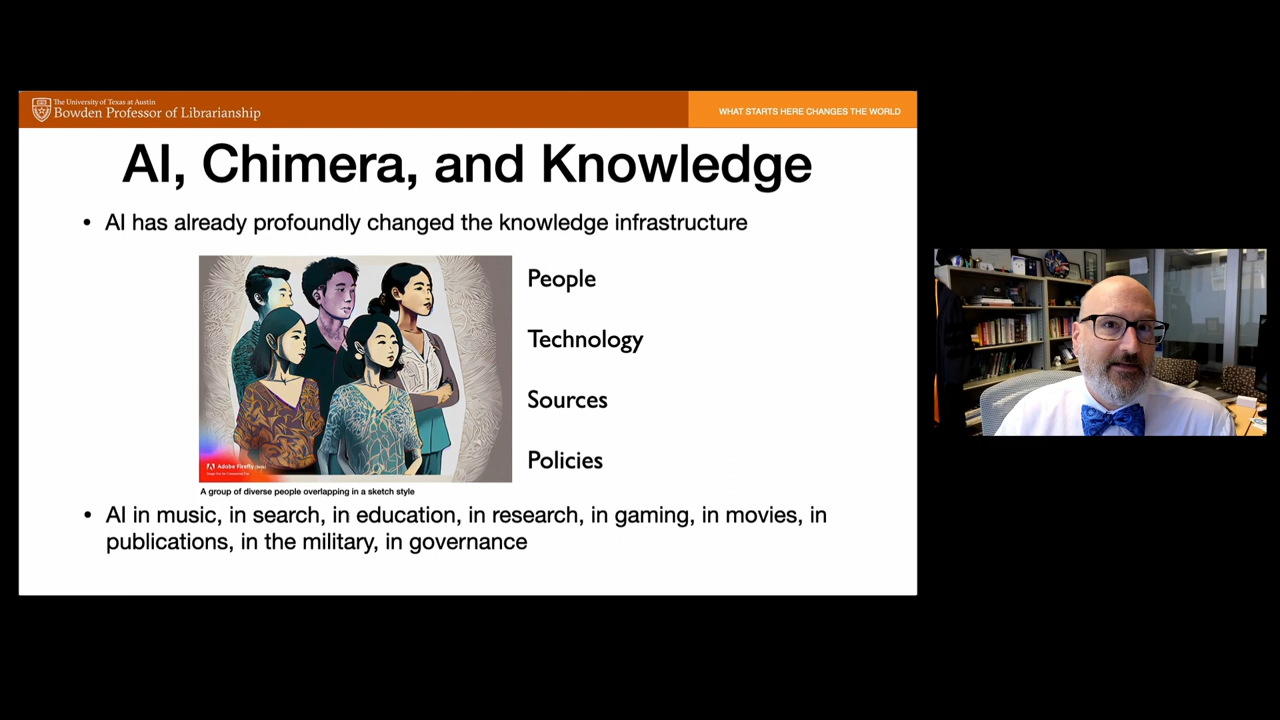 The University of Texas at Austin
Bowden Professor of Librarianship
WHAT STARTS HERE CHANGES THE WORLD
AI, Chimera, and Knowledge
• AI has already profoundly changed the knowledge infrastructure
People
Technology
Sources
Policies
Adobe Firefly (Beta)
A group of diverse people overlapping in a sketch style
• AI in music, in search, in education, in research, in gaming, in movies, in
publications, in the military, in governance